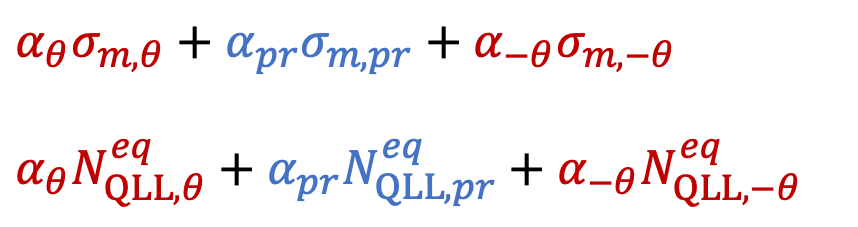 α_θ σ_{m,θ} + α_{pr} σ_{m,pr} + α_{−θ} σ_{m,−θ}
α_θ N^{eq}_{QLL,θ} + α_{pr} N^{eq}_{QLL,pr} + α_{−θ} N^{eq}_{QLL,−θ}